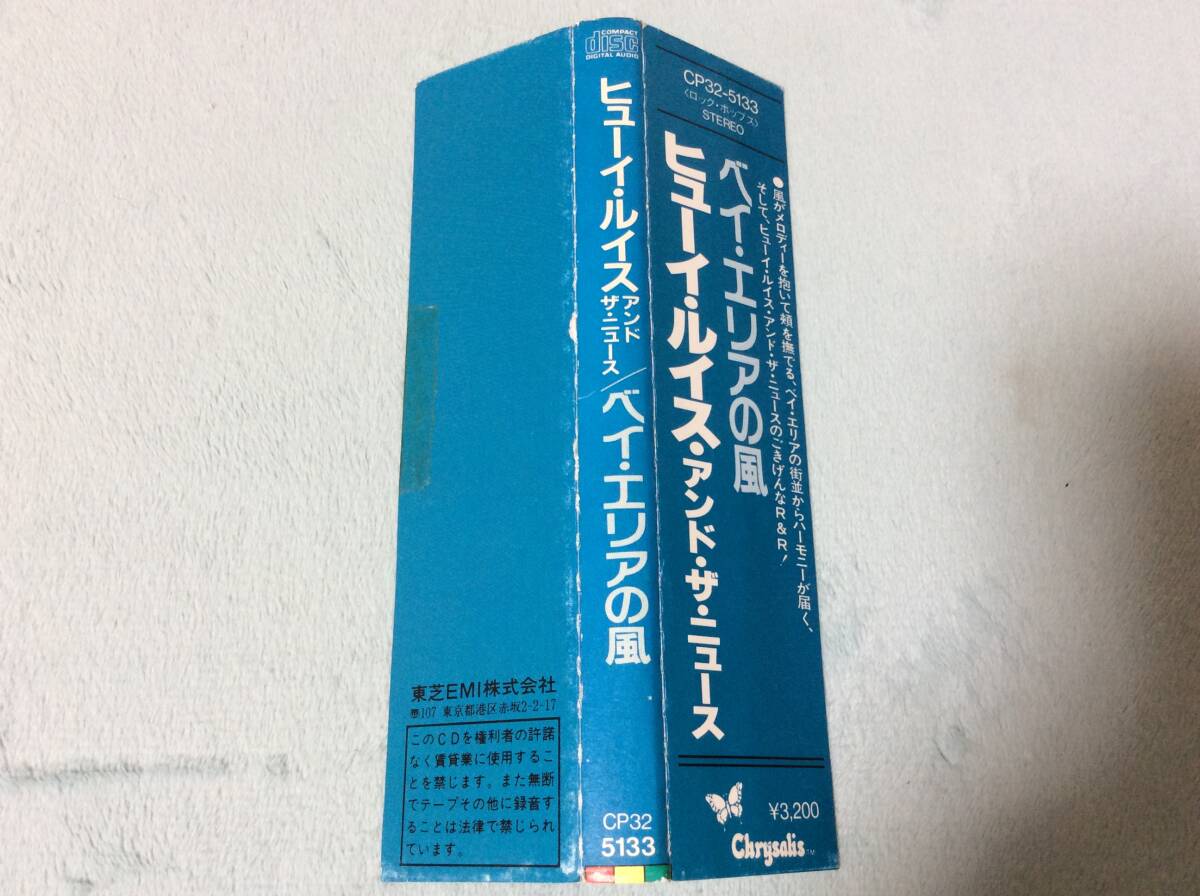 CP32-5133
〈ロック・ポップス〉
STEREO
●風がメロディーを抱いて頬を撫でる、ベイ・エリアの街並からハーモニーが届く、
そして、ヒューイ・ルイス・アンド・ザ・ニュースのごきげんなR&R!
ベイ・エリアの風
ヒューイ・ルイス・アンド・ザ・ニュース
¥3,200
Chrysalis
TM
COMPACT
disc
DIGITAL AUDIO
ヒューイ・ルイス
アンド
ザ・ニュース
/ベイ・エリアの風
CP32
5133
東芝EMI株式会社
〒107 東京都港区赤坂2-2-17
このCDを権利者の許諾
なく賃貸業に使用するこ
とを禁じます。また無断
でテープその他に録音す
ることは法律で禁じられ
ています。